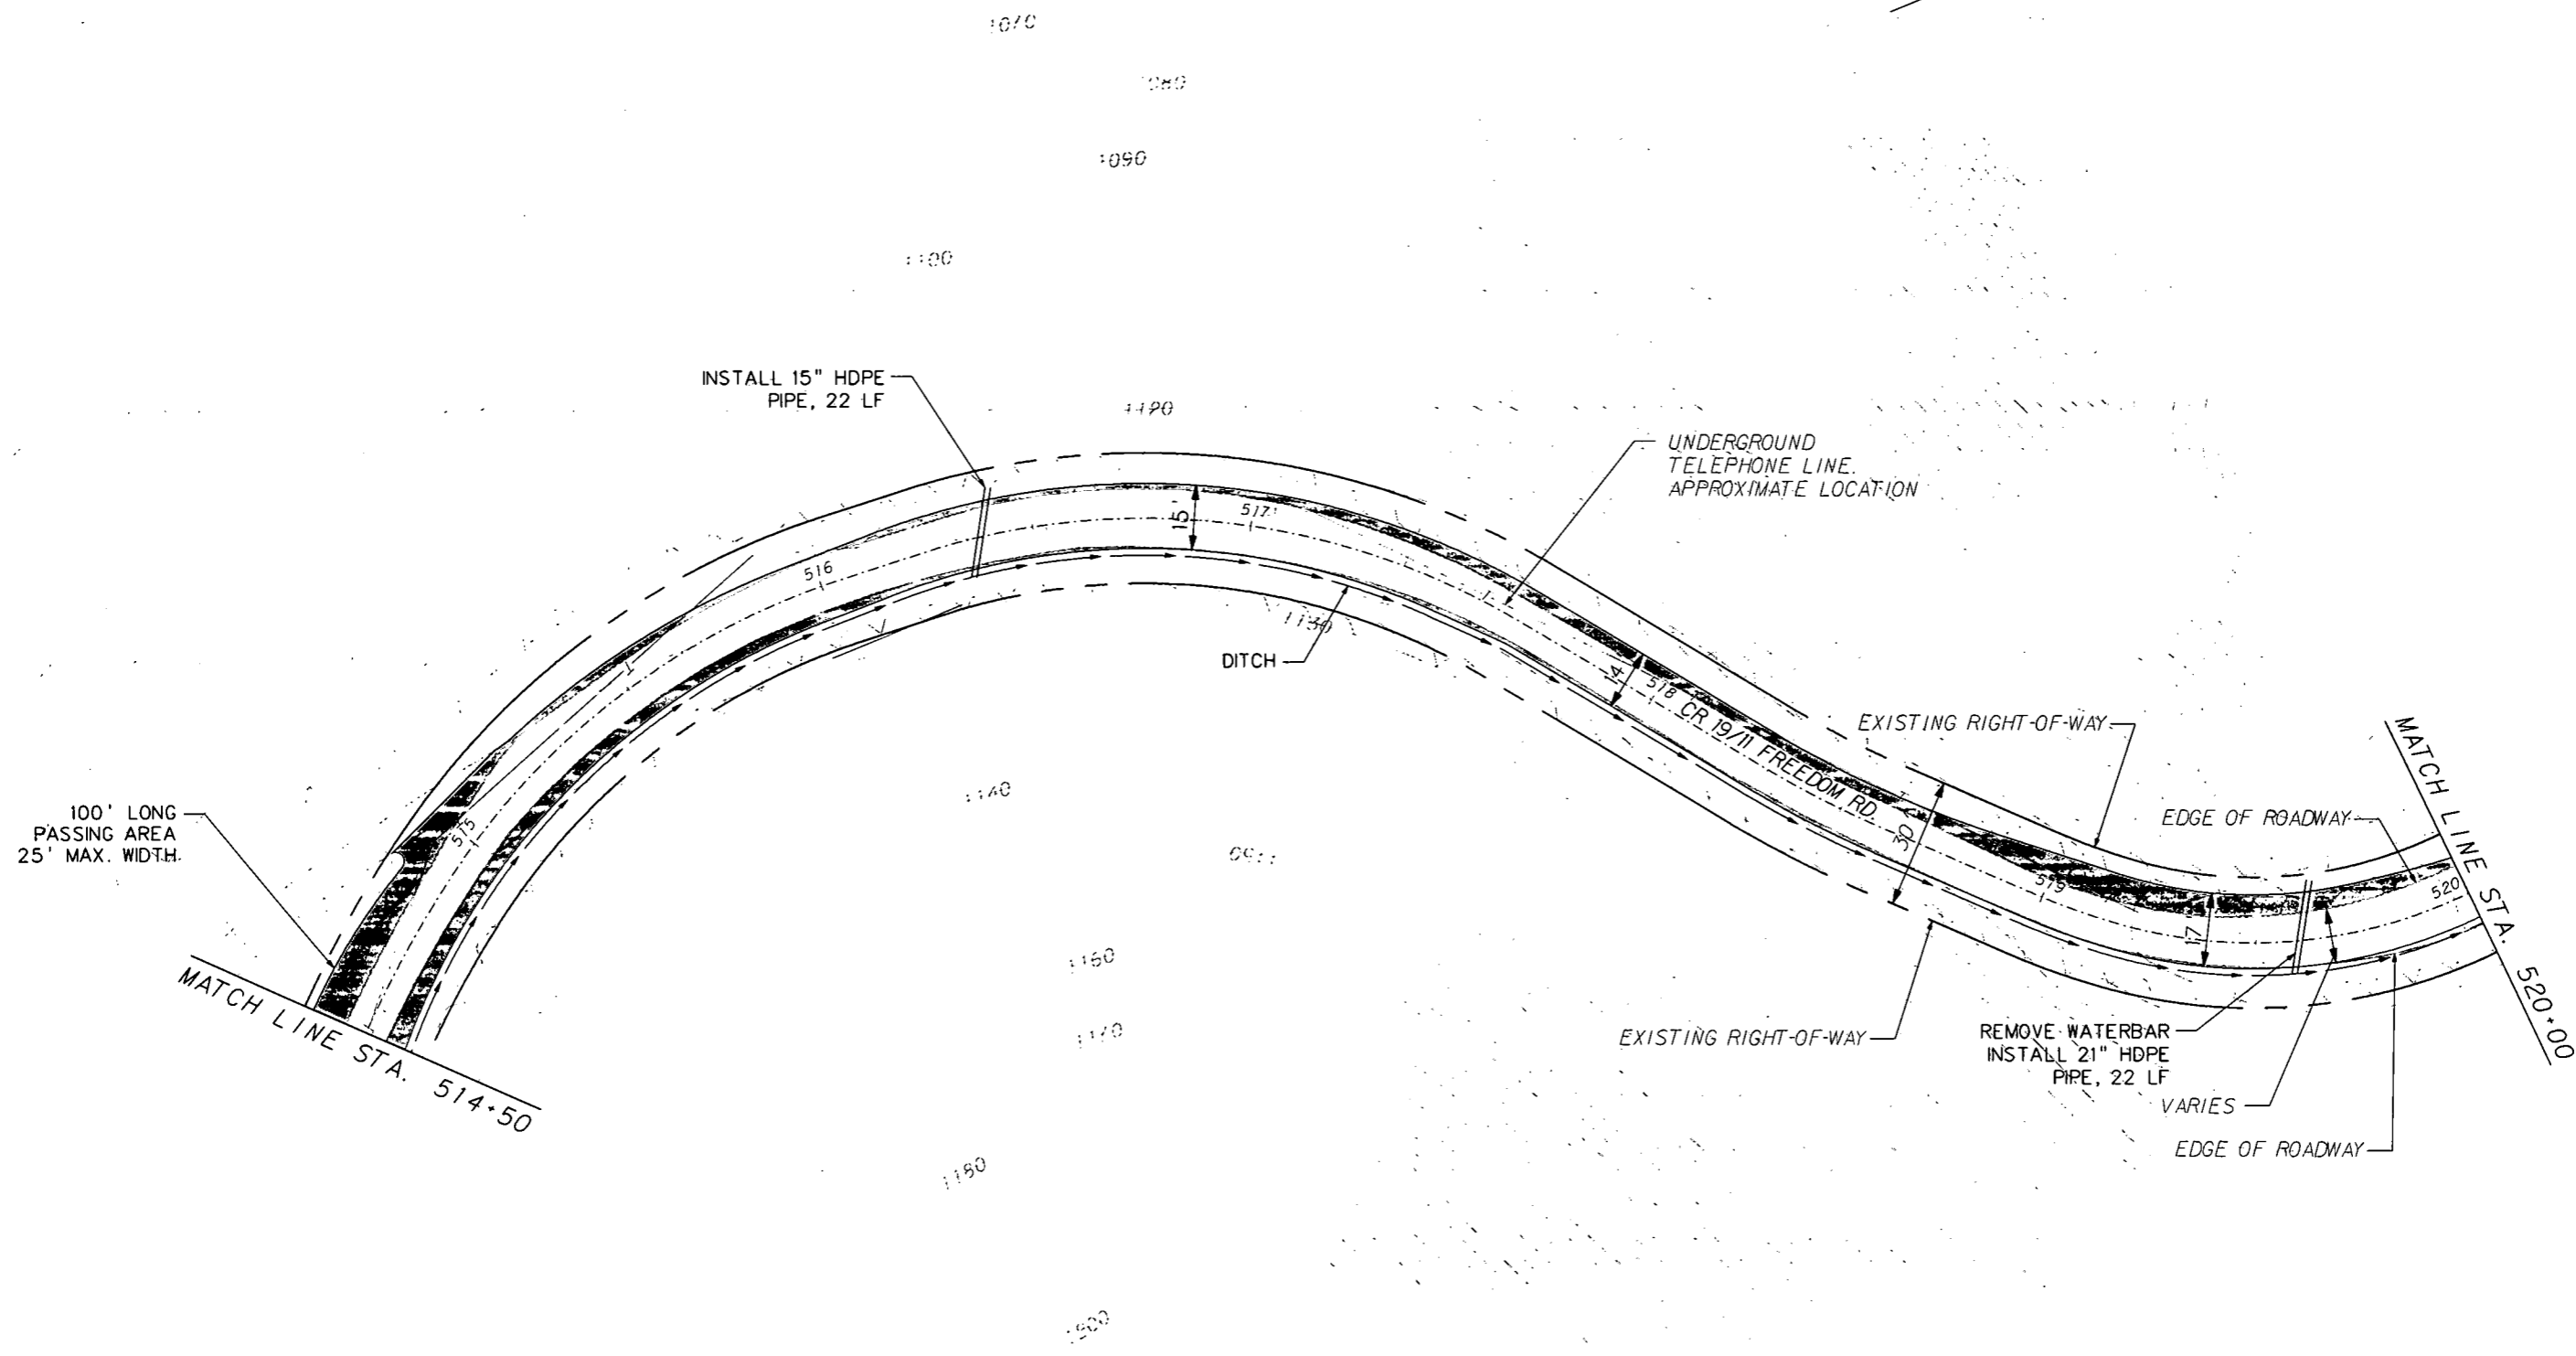 1090
1100
INSTALL 15" HDPE
PIPE, 22 LF
UNDERGROUND
TELEPHONE LINE.
APPROXIMATE LOCATION
15'
517
516
1130
DITCH
518
CR 19/11 FREEDOM RD.
EXISTING RIGHT-OF-WAY
MATCH LINE STA. 520+00
100' LONG
PASSING AREA
25' MAX. WIDTH
1140
30'
EDGE OF ROADWAY
519
520
17'
1160
MATCH LINE STA. 514+50
EXISTING RIGHT-OF-WAY
REMOVE WATERBAR
INSTALL 21" HDPE
PIPE, 22 LF
VARIES
EDGE OF ROADWAY
1180